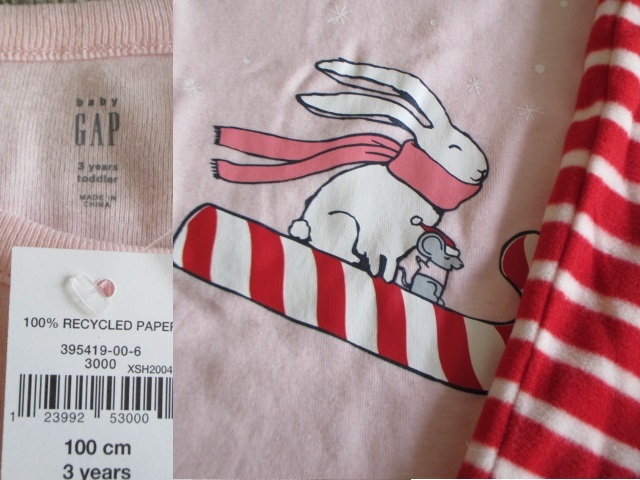 baby
GAP
3 years
toddler
MADE IN
CHINA
100% RECYCLED PAPER
395419-00-6
3000 XSH2004
1 23992 53000
100 cm
3 years